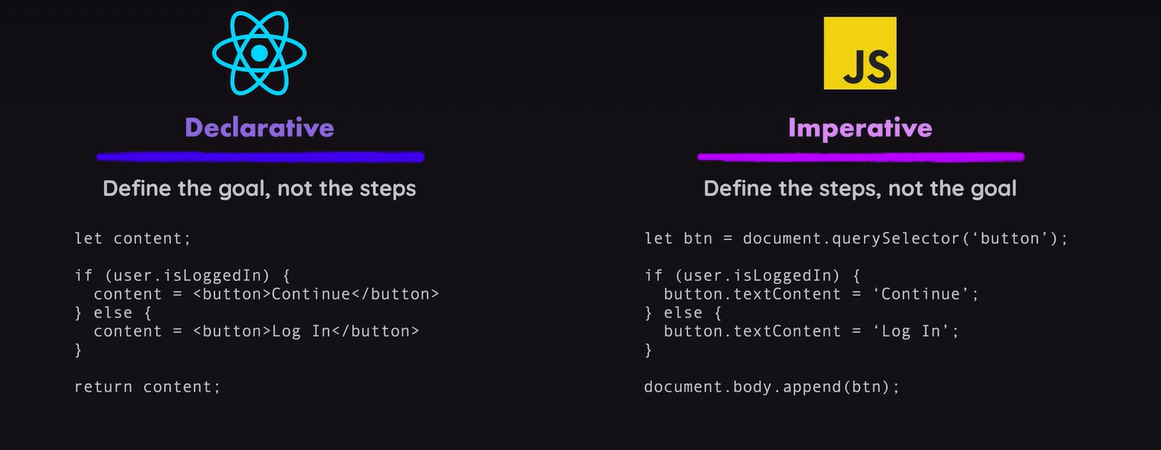 Declarative
Define the goal, not the steps
let content;
if (user.isLoggedIn) {
  content = <button>Continue</button>
} else {
  content = <button>Log In</button>
}
return content;
JS
Imperative
Define the steps, not the goal
let btn = document.querySelector(‘button’);
if (user.isLoggedIn) {
  button.textContent = ‘Continue’;
} else {
  button.textContent = ‘Log In’;
}
document.body.append(btn);